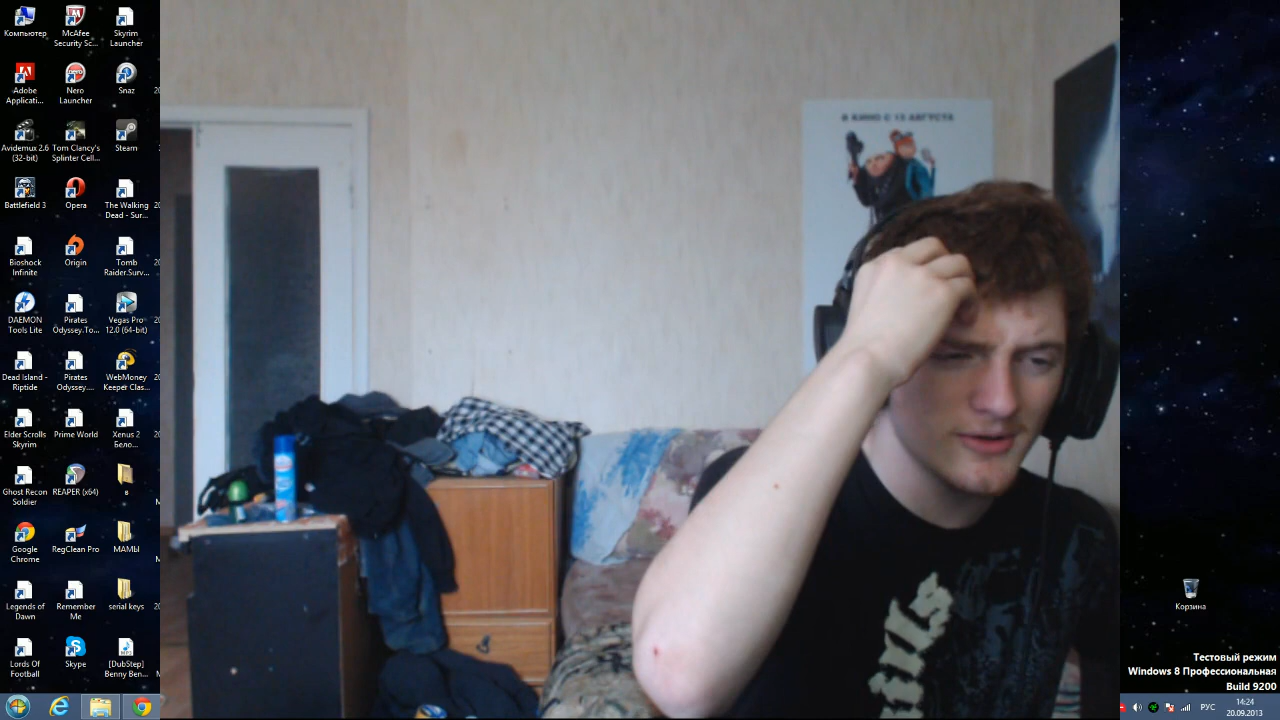 Компьютер
McAfee Security Sc...
Skyrim Launcher
Adobe Applicati...
Nero Launcher
Snaz
Avidemux 2.6 (32-bit)
Tom Clancy's Splinter Cell...
Steam
Battlefield 3
Opera
The Walking Dead - Sur...
Bioshock Infinite
Origin
Tomb Raider.Surv...
DAEMON Tools Lite
Pirates Odyssey.To...
Vegas Pro 12.0 (64-bit)
Dead Island - Riptide
Pirates Odyssey....
WebMoney Keeper Clas...
Elder Scrolls Skyrim
Prime World
Xenus 2 Бело...
Ghost Recon Soldier
REAPER (x64)
в
Google Chrome
RegClean Pro
МАМЫ
Legends of Dawn
Remember Me
serial keys
Lords Of Football
Skype
[DubStep] Benny Ben...
В КИНО С 15 АВГУСТА
Корзина
Тестовый режим
Windows 8 Профессиональная
Build 9200
РУС
14:24
20.09.2013